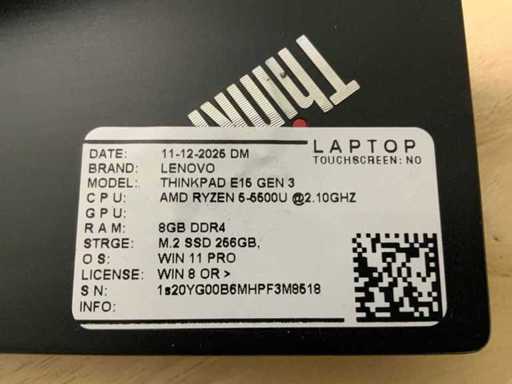 Think
LAPTOP
TOUCHSCREEN: NO
DATE: 11-12-2025 DM
BRAND: LENOVO
MODEL: THINKPAD E15 GEN 3
CPU: AMD RYZEN 5-5500U @2.10GHZ
GPU:
RAM: 8GB DDR4
STRGE: M.2 SSD 256GB,
OS: WIN 11 PRO
LICENSE: WIN 8 OR >
SN: 1s20YG00B6MHPF3M8518
INFO: